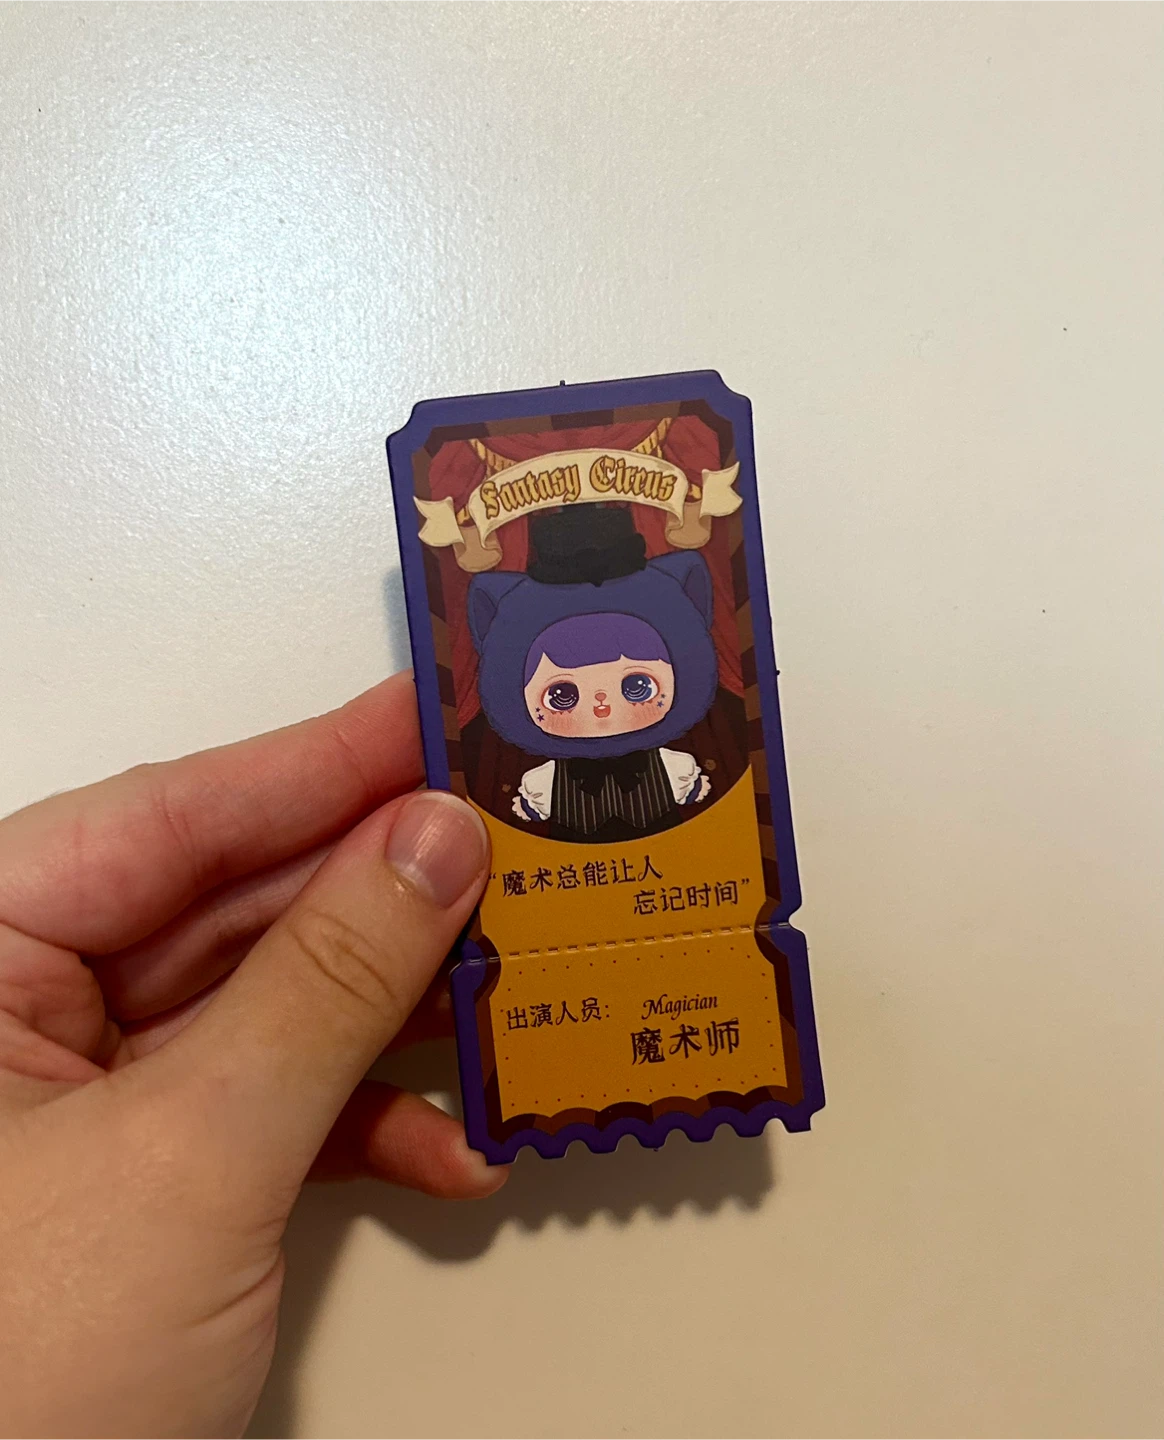 Fantasy Circus
“魔术总能让人
忘记时间”
出演人员：
Magician
魔术师